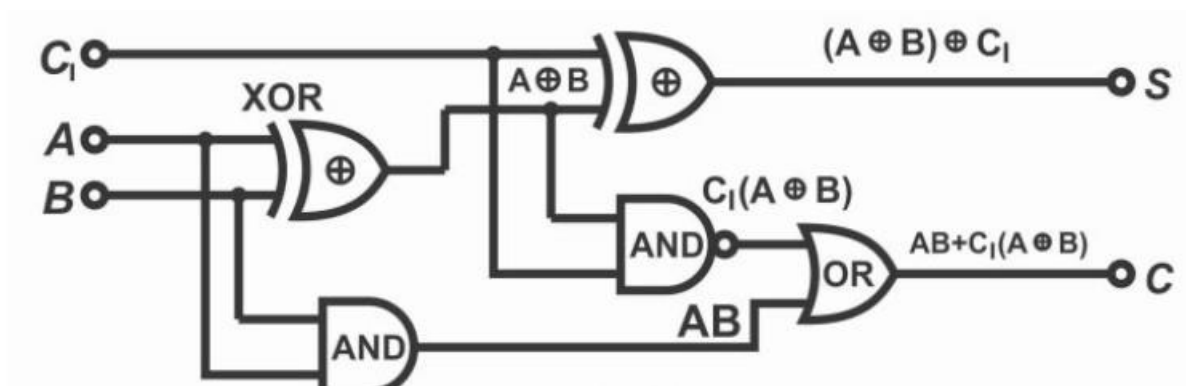 C_I
(A ⊕ B) ⊕ C_I
S
A ⊕ B
⊕
XOR
A
⊕
B
C_I(A ⊕ B)
AND
AB+C_I(A ⊕ B)
OR
C
AB
AND